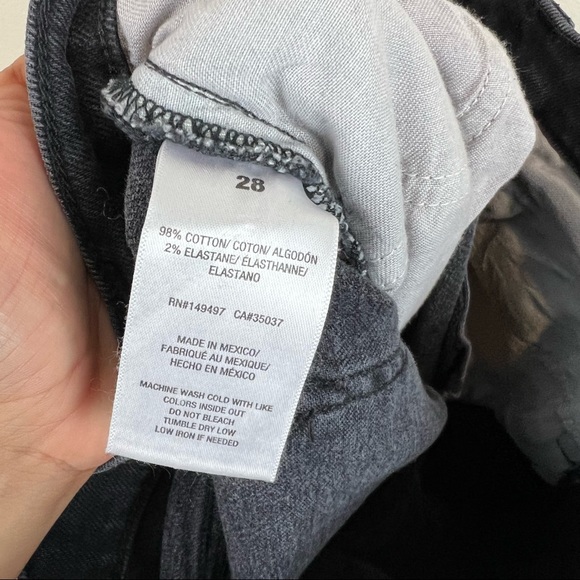 28
98% COTTON/ COTON/ ALGODÓN
2% ELASTANE/ ÉLASTHANNE/
ELASTANO
RN#149497 CA#35037
MADE IN MEXICO/
FABRIQUÉ AU MEXIQUE/
HECHO EN MÉXICO
MACHINE WASH COLD WITH LIKE
COLORS INSIDE OUT
DO NOT BLEACH
TUMBLE DRY LOW
LOW IRON IF NEEDED